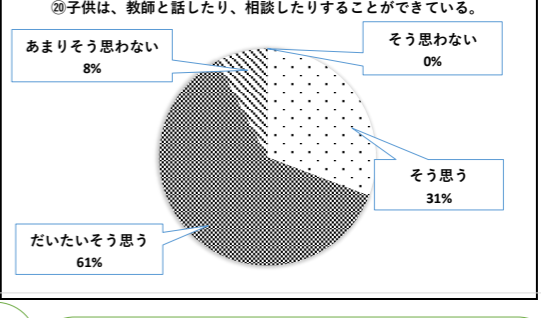 ⑳子供は、教師と話したり、相談したりすることができている。
そう思わない
0%
あまりそう思わない
8%
そう思う
31%
だいたいそう思う
61%